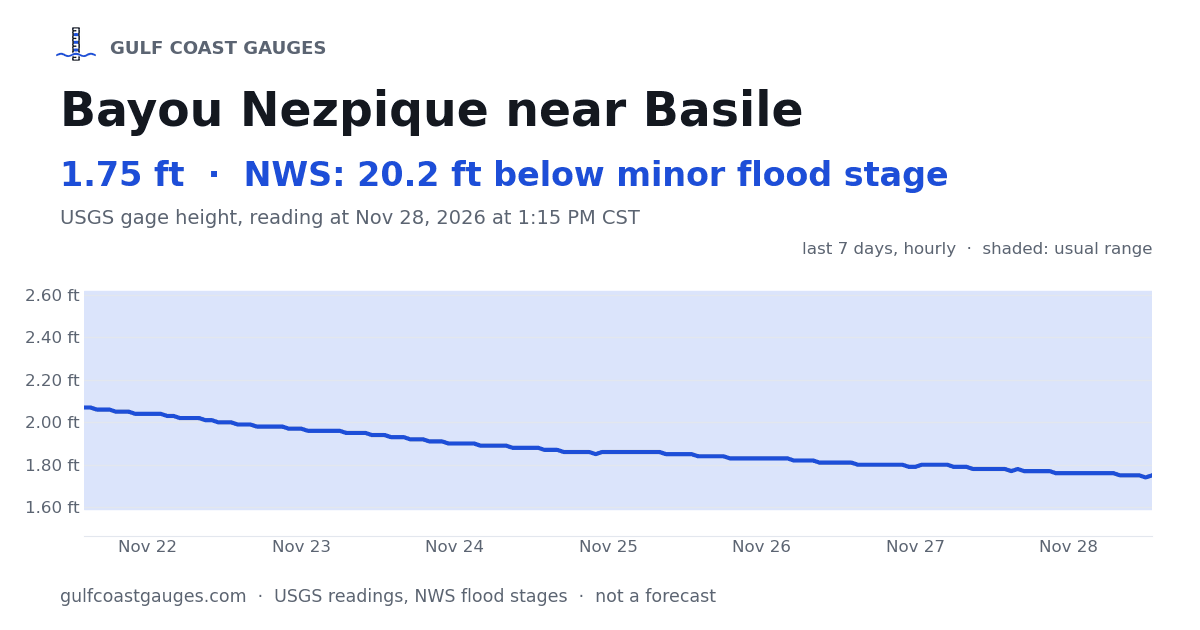 GULF COAST GAUGES
Bayou Nezpique near Basile
1.75 ft · NWS: 20.2 ft below minor flood stage
USGS gage height, reading at Nov 28, 2026 at 1:15 PM CST
last 7 days, hourly · shaded: usual range
2.60 ft
2.40 ft
2.20 ft
2.00 ft
1.80 ft
1.60 ft
Nov 22 Nov 23 Nov 24 Nov 25 Nov 26 Nov 27 Nov 28
gulfcoastgauges.com · USGS readings, NWS flood stages · not a forecast